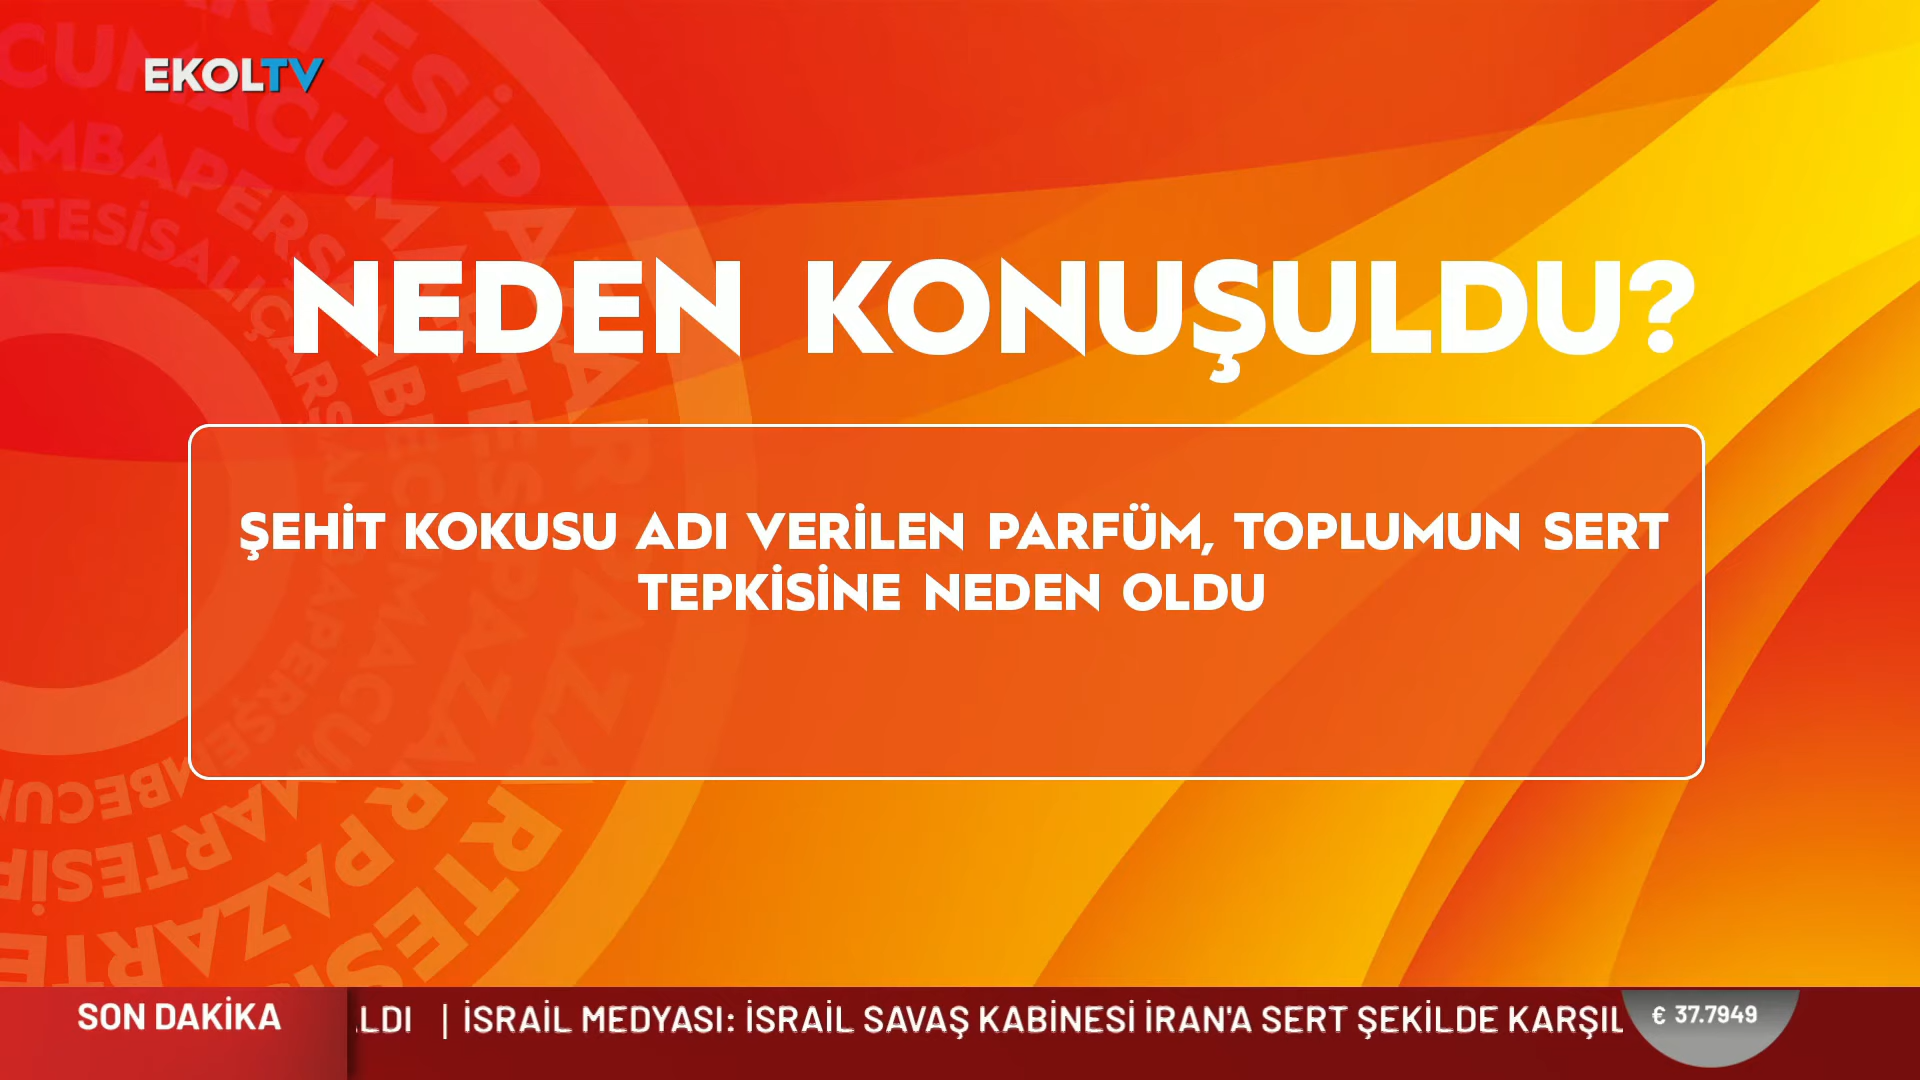 EKOLTV
NEDEN KONUŞULDU?
ŞEHİT KOKUSU ADI VERİLEN PARFÜM, TOPLUMUN SERT
TEPKİSİNE NEDEN OLDU
SON DAKİKA
LDI | İSRAİL MEDYASI: İSRAİL SAVAŞ KABİNESİ İRAN'A SERT ŞEKİLDE KARŞIL
€ 37.7949